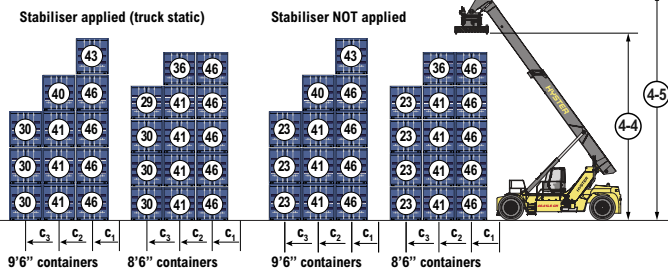 Stabiliser applied (truck static)
43
40 46
30 41 46
30 41 46
30 41 46
c₃ c₂ c₁
9’6’’ containers
36 46
29 41 46
30 41 46
30 41 46
30 41 46
c₃ c₂ c₁
8’6’’ containers
Stabiliser NOT applied
43
40 46
23 41 46
23 41 46
23 41 46
c₃ c₂ c₁
9’6’’ containers
36 46
23 41 46
23 41 46
23 41 46
23 41 46
c₃ c₂ c₁
8’6’’ containers
HYSTER
HYSTER
4-4
4-5